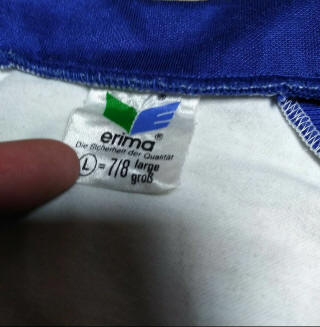 ®
erima®
Die Sicherheit der Qualität
L = 7/8 large
groß